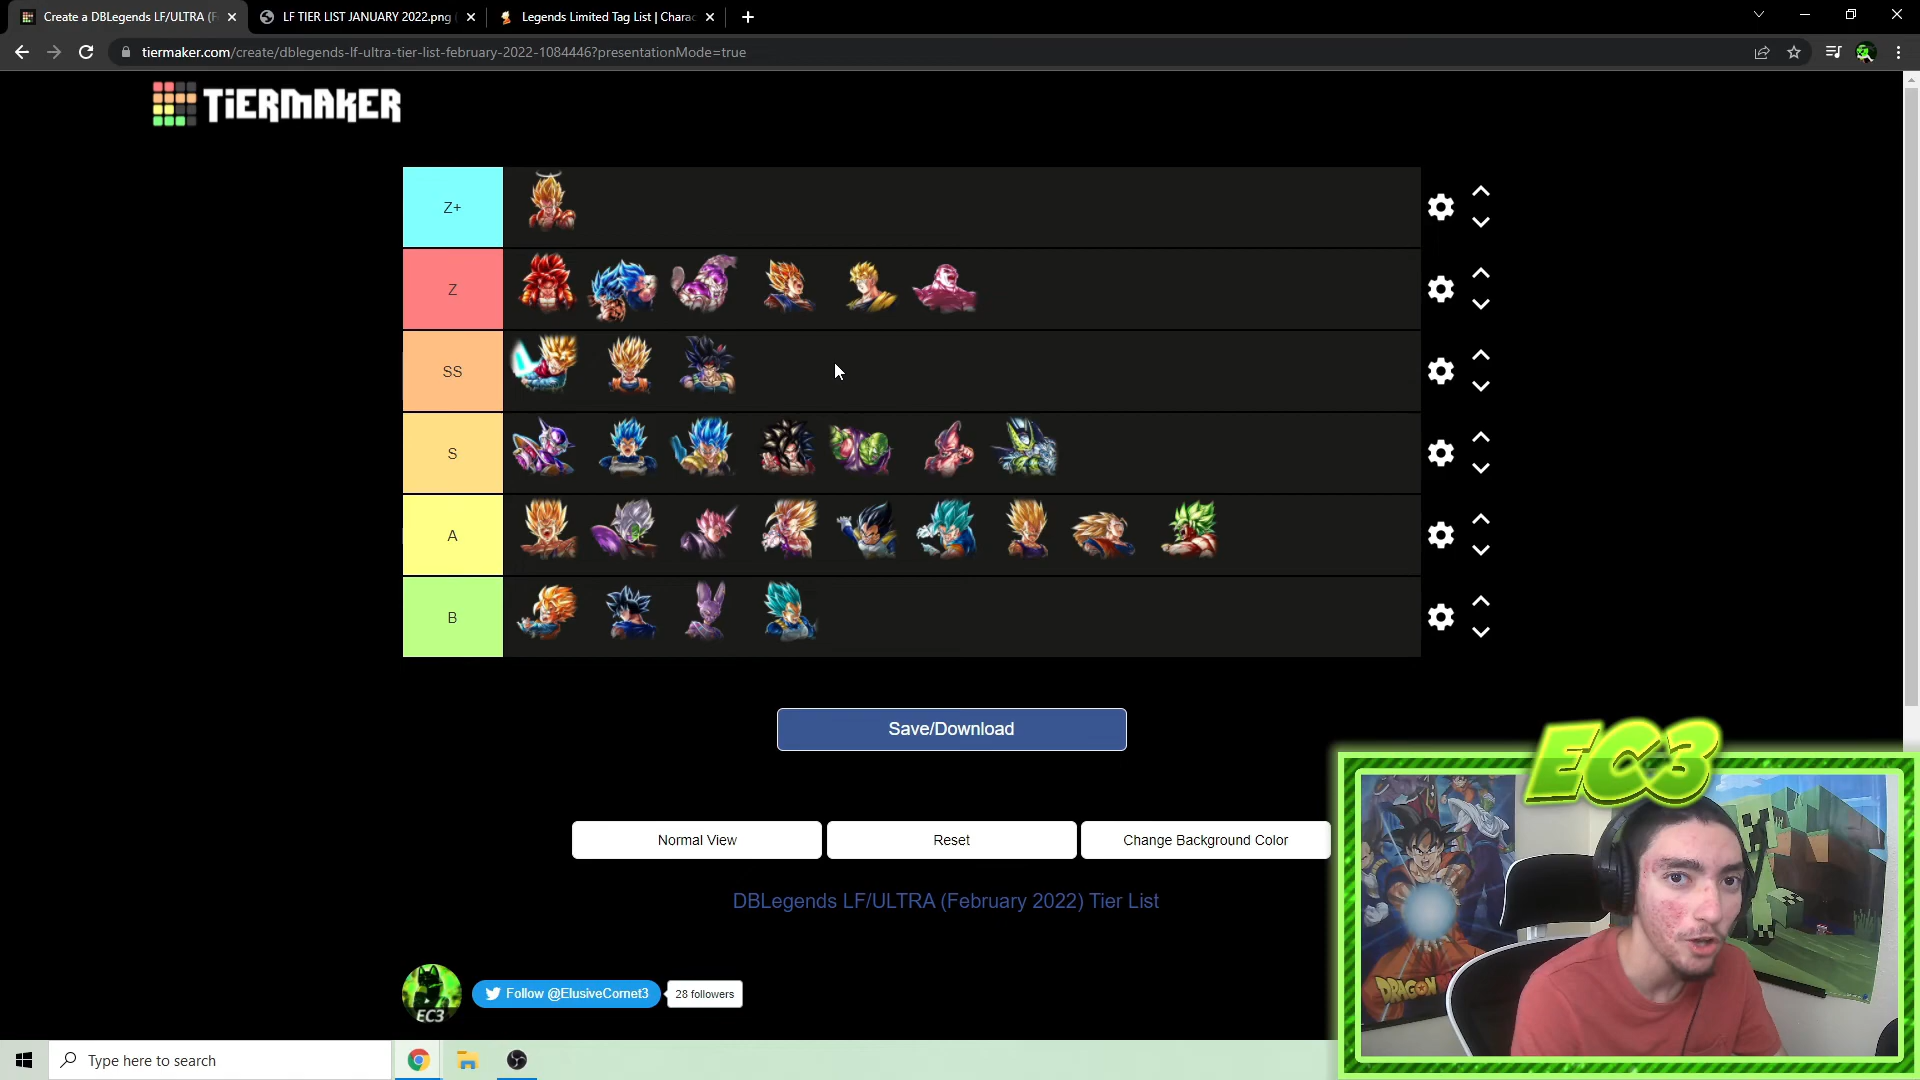 Create a DBLegends LF/ULTRA (F
LF TIER LIST JANUARY 2022.png (
Legends Limited Tag List | Charac
tiermaker.com/create/dblegends-lf-ultra-tier-list-february-2022-1084446?presentationMode=true
TiERMAKER
Z+
Z
SS
S
A
B
Save/Download
Normal View
Reset
Change Background Color
DBLegends LF/ULTRA (February 2022) Tier List
EC3
Follow @ElusiveComet3
28 followers
EC3
DRAGON
Type here to search